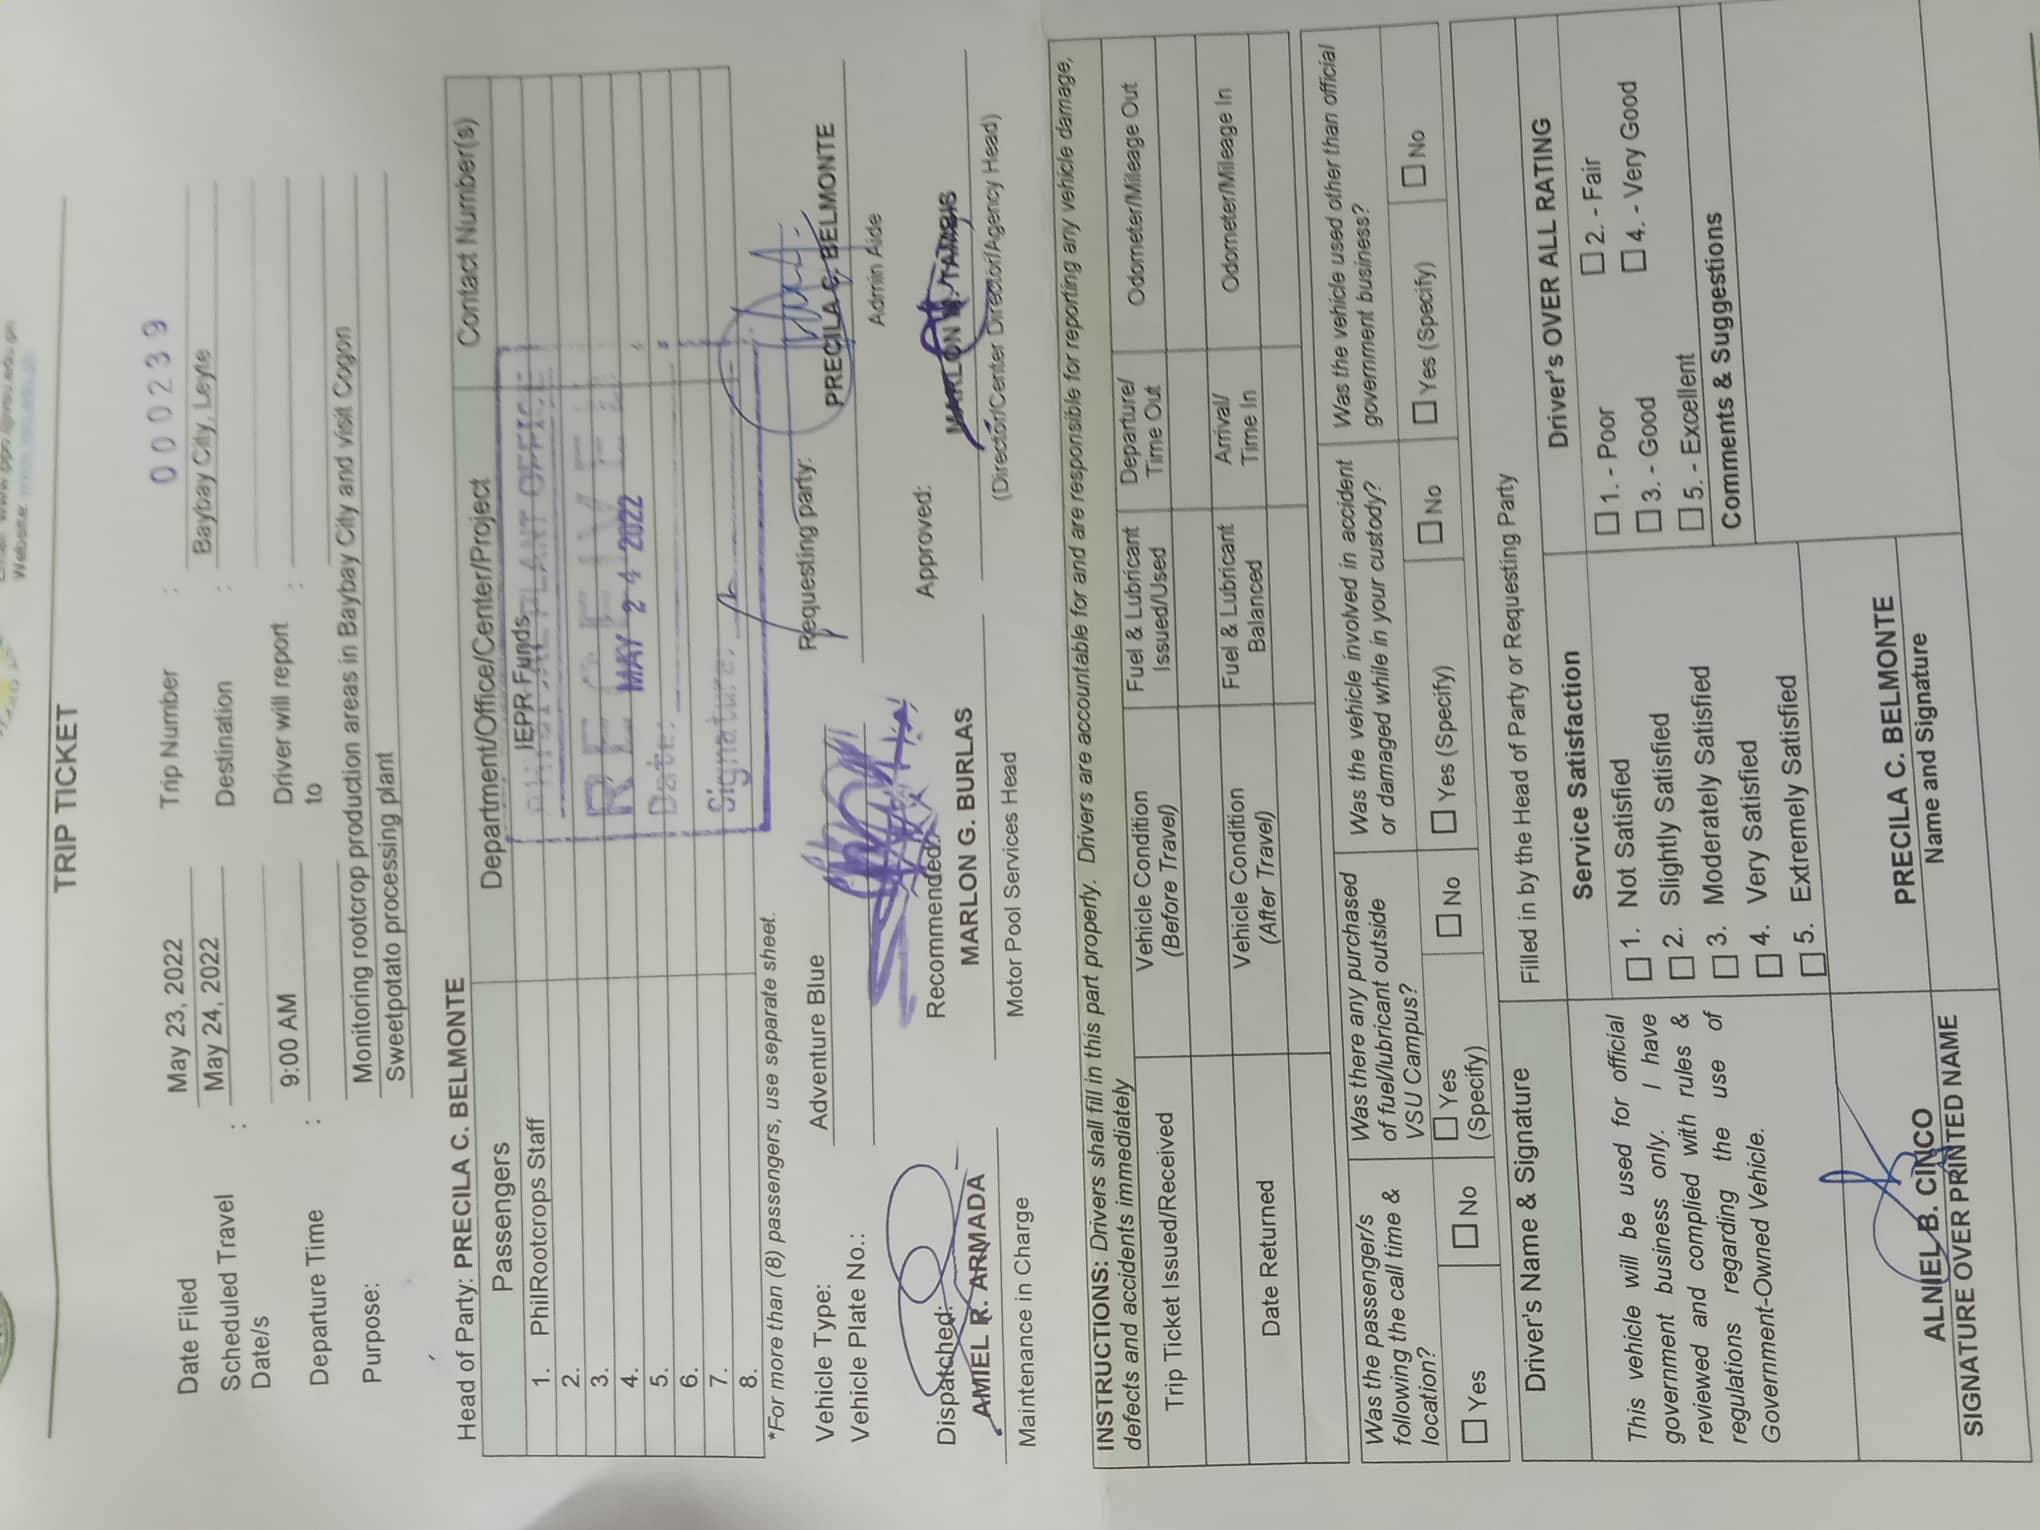 Website:
TRIP TICKET
Date Filed May 23, 2022 Trip Number : 000239
Scheduled Travel Date/s : May 24, 2022 Destination : Baybay City, Leyte
Departure Time : 9:00 AM Driver will report to :
Purpose: Monitoring rootcrop production areas in Baybay City and visit Cogon
Sweetpotato processing plant
Head of Party: PRECILA C. BELMONTE
Passengers Department/Office/Center/Project Contact Number(s)
1. PhilRootcrops Staff IEPR Funds
2.
3.
4.
5.
6.
7.
8.
PHYSICAL PLANT OFFICE
RECEIVED
Date: MAY 24 2022
Signature:
*For more than (8) passengers, use separate sheet.
Vehicle Type: Adventure Blue Requesting party:
Vehicle Plate No.: PRECILA C. BELMONTE
Admin Aide
Dispatched: Recommended: Approved:
AMIEL R. ARMADA MARLON G. BURLAS MARLON M. TAMBIS
Maintenance in Charge Motor Pool Services Head (Director/Center Director/Agency Head)
INSTRUCTIONS: Drivers shall fill in this part properly. Drivers are accountable for and are responsible for reporting any vehicle damage,
defects and accidents immediately
Trip Ticket Issued/Received Vehicle Condition (Before Travel) Fuel & Lubricant Issued/Used Departure/ Time Out Odometer/Mileage Out
Date Returned Vehicle Condition (After Travel) Fuel & Lubricant Balanced Arrival/ Time In Odometer/Mileage In
Was the passenger/s following the call time & location? Was there any purchased of fuel/lubricant outside VSU Campus? Was the vehicle involved in accident or damaged while in your custody? Was the vehicle used other than official government business?
☐ Yes ☐ No ☐ Yes (Specify) ☐ No ☐ Yes (Specify) ☐ No ☐ Yes (Specify) ☐ No
Driver's Name & Signature Filled in by the Head of Party or Requesting Party
Service Satisfaction Driver's OVER ALL RATING
This vehicle will be used for official
government business only. I have
reviewed and complied with rules &
regulations regarding the use of
Government-Owned Vehicle.
☐ 1. Not Satisfied
☐ 2. Slightly Satisfied
☐ 3. Moderately Satisfied
☐ 4. Very Satisfied
☐ 5. Extremely Satisfied
☐ 1. - Poor ☐ 2. - Fair
☐ 3. - Good ☐ 4. - Very Good
☐ 5. - Excellent
Comments & Suggestions
ALNIEL B. CINCO PRECILA C. BELMONTE
SIGNATURE OVER PRINTED NAME Name and Signature